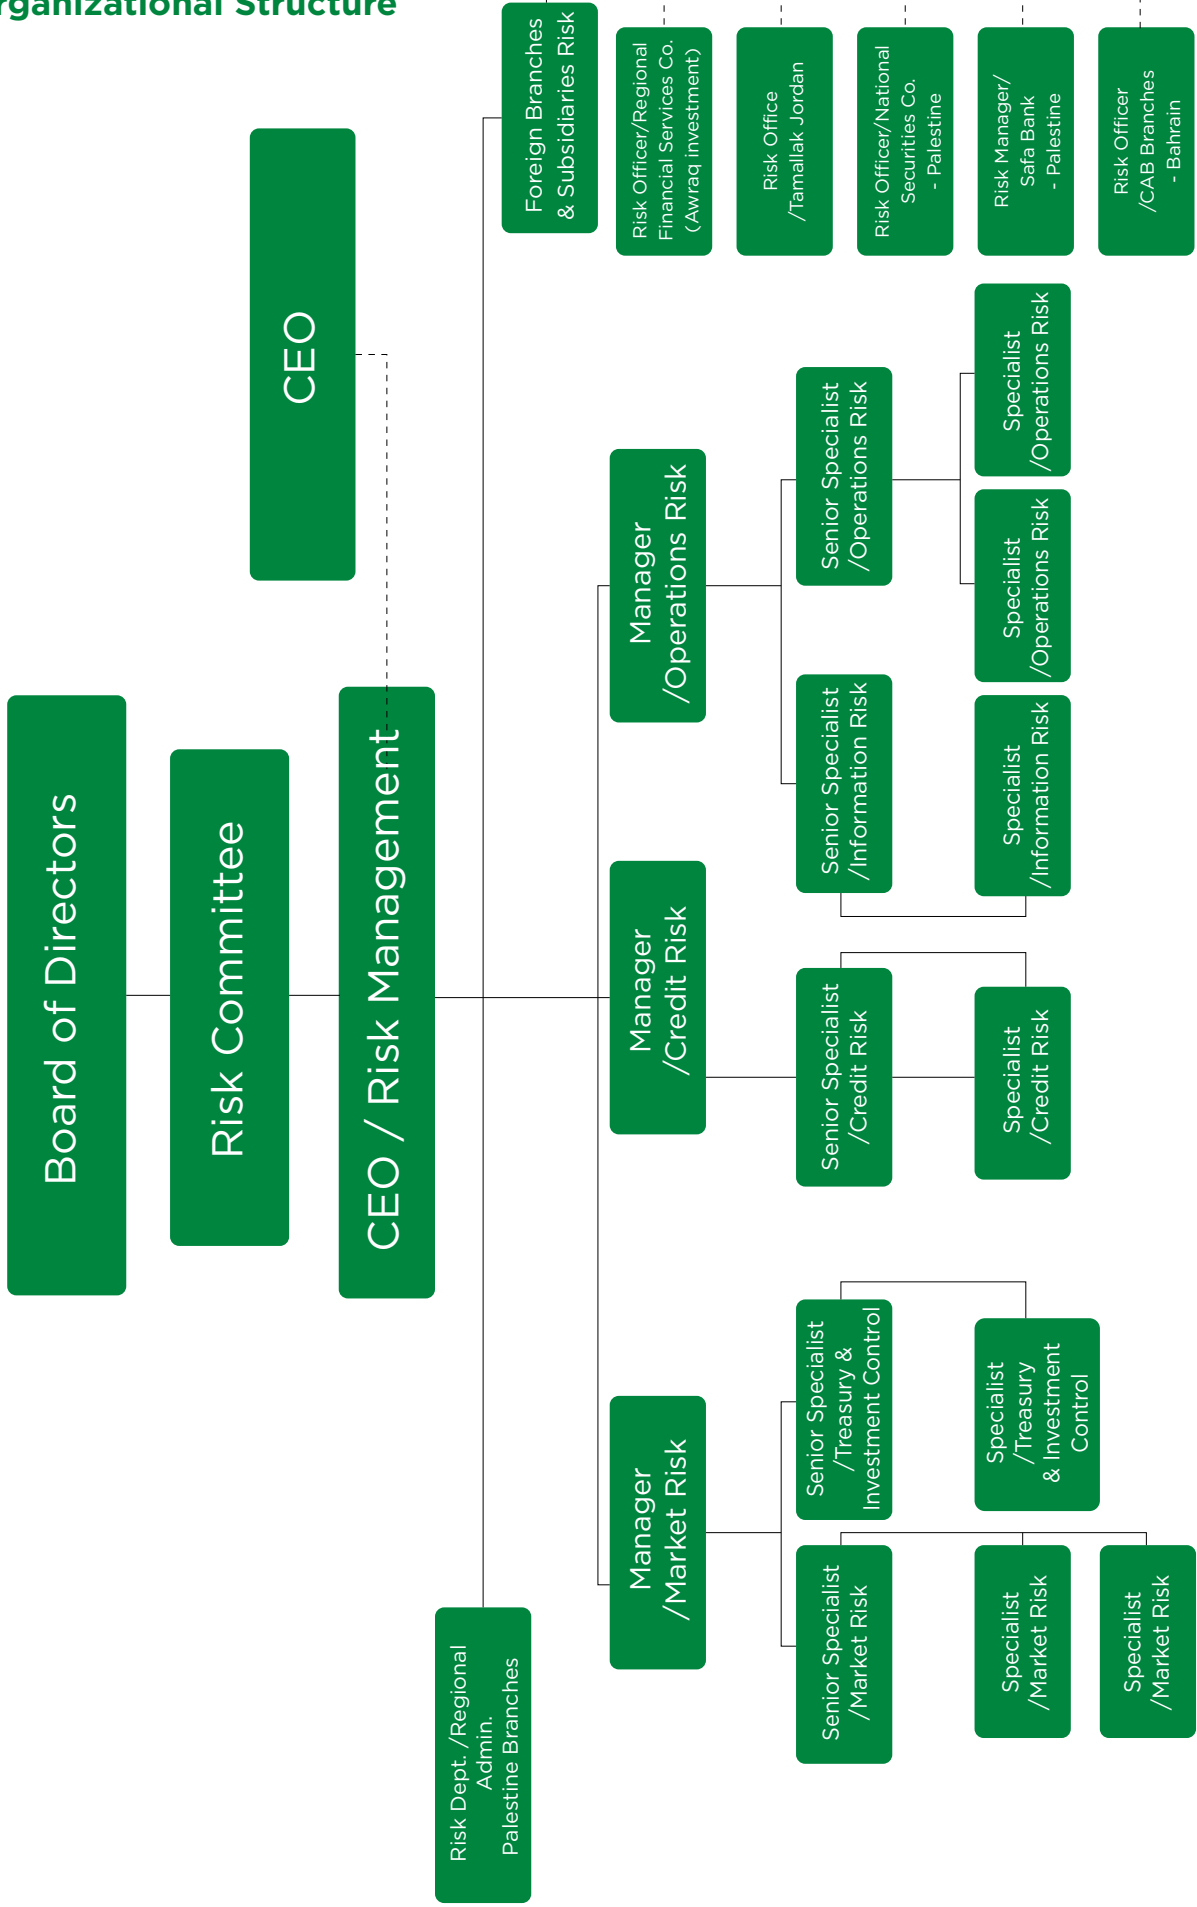 rganizational Structure
Board of Directors
Risk Committee
CEO
CEO / Risk Management
Risk Dept. /Regional
Admin.
Palestine Branches
Foreign Branches
& Subsidiaries Risk
Manager
/Market Risk
Manager
/Credit Risk
Manager
/Operations Risk
Risk Officer/Regional
Financial Services Co.
(Awraq investment)
Risk Office
/Tamallak Jordan
Risk Officer/National
Securities Co.
- Palestine
Risk Manager/
Safa Bank
- Palestine
Risk Officer
/CAB Branches
- Bahrain
Senior Specialist
/Market Risk
Senior Specialist
/Treasury &
Investment Control
Senior Specialist
/Credit Risk
Senior Specialist
/Information Risk
Senior Specialist
/Operations Risk
Specialist
/Market Risk
Specialist
/Treasury
& Investment
Control
Specialist
/Credit Risk
Specialist
/Information Risk
Specialist
/Operations Risk
Specialist
/Operations Risk
Specialist
/Market Risk